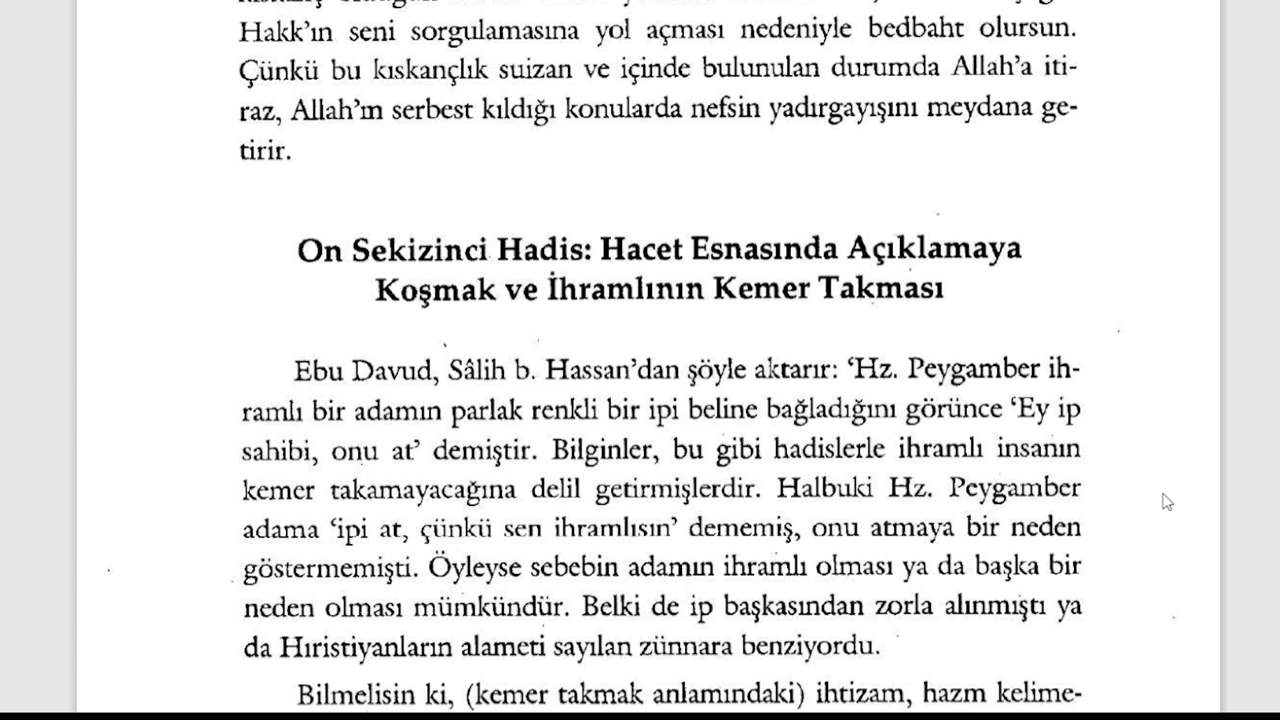 Hakk’ın seni sorgulamasına yol açması nedeniyle bedbaht olursun.
Çünkü bu kıskançlık suizan ve içinde bulunulan durumda Allah’a iti-
raz, Allah’ın serbest kıldığı konularda nefsin yadırgayışını meydana ge-
tirir.
On Sekizinci Hadis: Hacet Esnasında Açıklamaya
Koşmak ve İhramlının Kemer Takması
Ebu Davud, Sâlih b. Hassan’dan şöyle aktarır: ‘Hz. Peygamber ih-
ramlı bir adamın parlak renkli bir ipi beline bağladığını görünce ‘Ey ip
sahibi, onu at’ demiştir. Bilginler, bu gibi hadislerle ihramlı insanın
kemer takamayacağına delil getirmişlerdir. Halbuki Hz. Peygamber
adama ‘ipi at, çünkü sen ihramlısın’ dememiş, onu atmaya bir neden
göstermemişti. Öyleyse sebebin adamın ihramlı olması ya da başka bir
neden olması mümkündür. Belki de ip başkasından zorla alınmıştı ya
da Hıristiyanların alameti sayılan zünnara benziyordu.
Bilmelisin ki, (kemer takmak anlamındaki) ihtizam, hazm kelime-